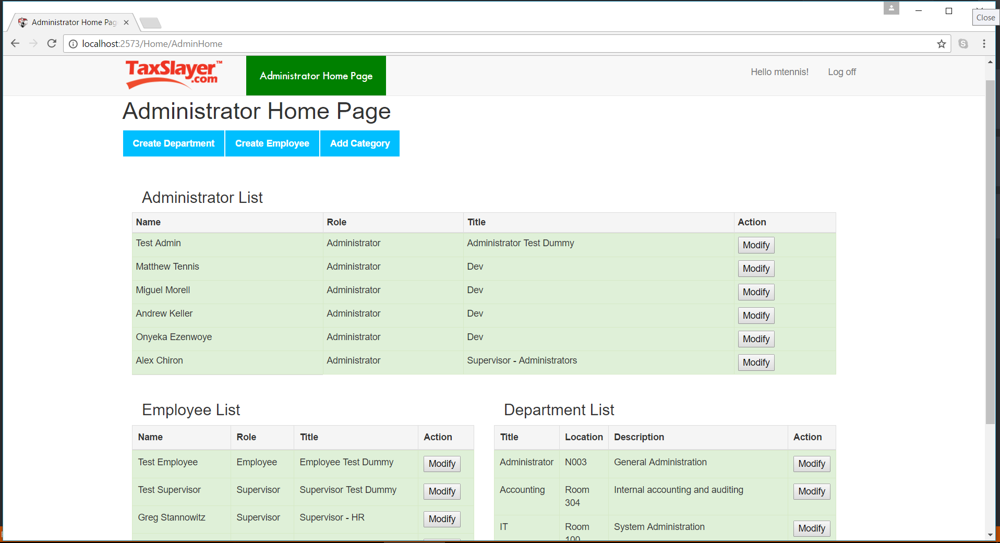 Administrator Home Pag
Close
localhost:2573/Home/AdminHome
TaxSlayer™
.com
Administrator Home Page
Hello mtennis!
Log off
Administrator Home Page
Create Department
Create Employee
Add Category
Administrator List
Name Role Title Action
Test Admin Administrator Administrator Test Dummy Modify
Matthew Tennis Administrator Dev Modify
Miguel Morell Administrator Dev Modify
Andrew Keller Administrator Dev Modify
Onyeka Ezenwoye Administrator Dev Modify
Alex Chiron Administrator Supervisor - Administrators Modify
Employee List
Name Role Title Action
Test Employee Employee Employee Test Dummy Modify
Test Supervisor Supervisor Supervisor Test Dummy Modify
Greg Stannowitz Supervisor Supervisor - HR Modify
Department List
Title Location Description Action
Administrator N003 General Administration Modify
Accounting Room Internal accounting and auditing Modify
304
IT Room System Administration Modify
100